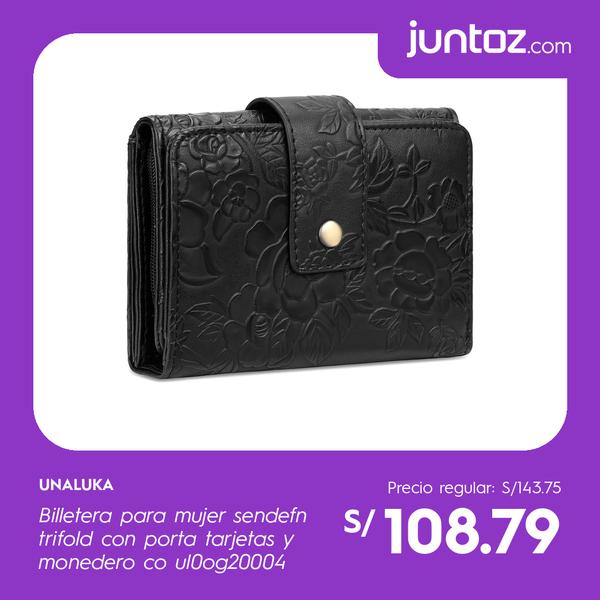 juntoz.com
UNALUKA
Billetera para mujer sendefn
trifold con porta tarjetas y
monedero co ul0og20004
Precio regular: S/143.75
S/108.79